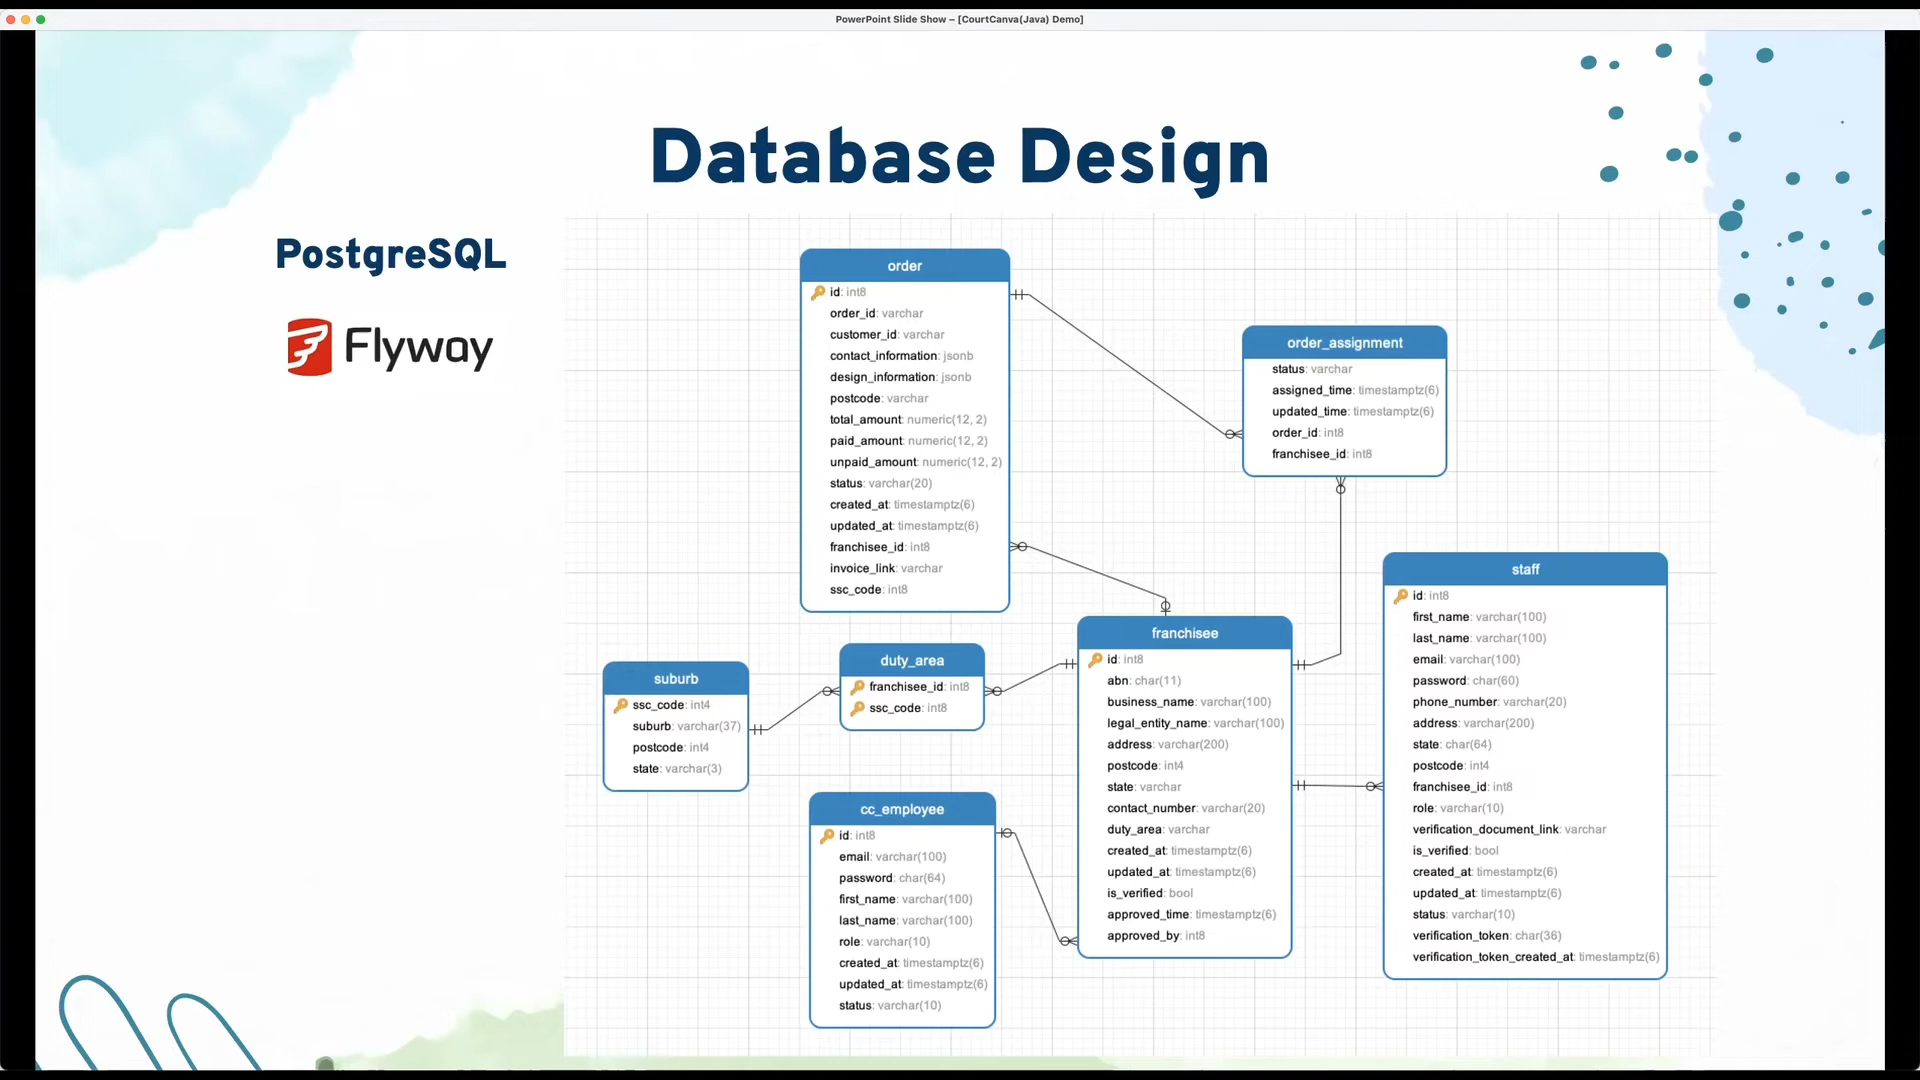 PowerPoint Slide Show – [CourtCanva(Java) Demo]
Database Design
PostgreSQL
Flyway
order
id: int8
order_id: varchar
customer_id: varchar
contact_information: jsonb
design_information: jsonb
postcode: varchar
total_amount: numeric(12, 2)
paid_amount: numeric(12, 2)
unpaid_amount: numeric(12, 2)
status: varchar(20)
created_at: timestamptz(6)
updated_at: timestamptz(6)
franchisee_id: int8
invoice_link: varchar
ssc_code: int8
order_assignment
status: varchar
assigned_time: timestamptz(6)
updated_time: timestamptz(6)
order_id: int8
franchisee_id: int8
suburb
ssc_code: int4
suburb: varchar(37)
postcode: int4
state: varchar(3)
duty_area
franchisee_id: int8
ssc_code: int8
cc_employee
id: int8
email: varchar(100)
password: char(64)
first_name: varchar(100)
last_name: varchar(100)
role: varchar(10)
created_at: timestamptz(6)
updated_at: timestamptz(6)
status: varchar(10)
franchisee
id: int8
abn: char(11)
business_name: varchar(100)
legal_entity_name: varchar(100)
address: varchar(200)
postcode: int4
state: varchar
contact_number: varchar(20)
duty_area: varchar
created_at: timestamptz(6)
updated_at: timestamptz(6)
is_verified: bool
approved_time: timestamptz(6)
approved_by: int8
staff
id: int8
first_name: varchar(100)
last_name: varchar(100)
email: varchar(100)
password: char(60)
phone_number: varchar(20)
address: varchar(200)
state: char(64)
postcode: int4
franchisee_id: int8
role: varchar(10)
verification_document_link: varchar
is_verified: bool
created_at: timestamptz(6)
updated_at: timestamptz(6)
status: varchar(10)
verification_token: char(36)
verification_token_created_at: timestamptz(6)